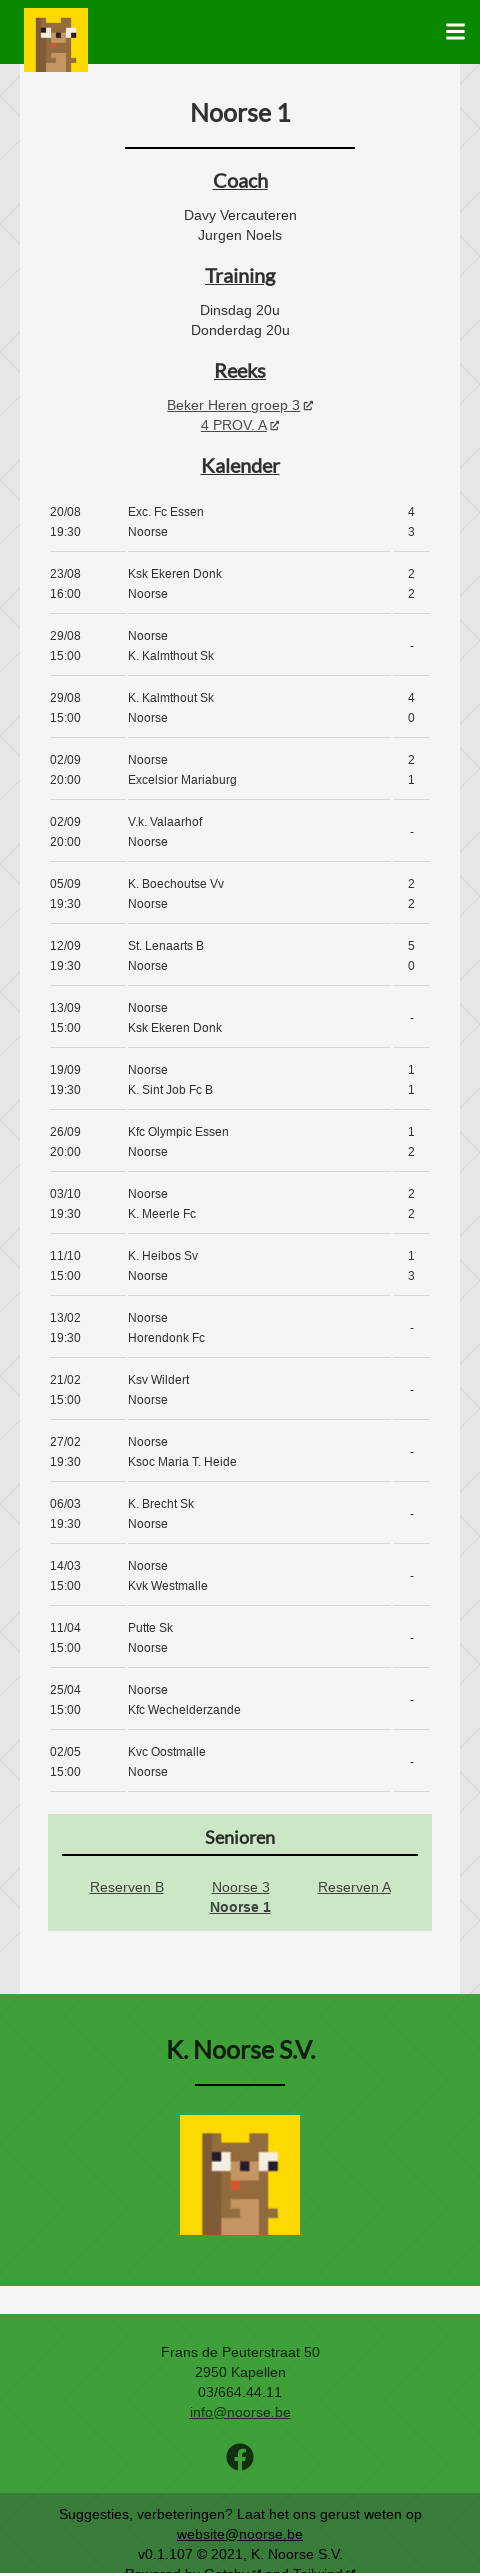 Noorse 1
Coach
Davy Vercauteren
Jurgen Noels
Training
Dinsdag 20u
Donderdag 20u
Reeks
Beker Heren groep 3
4 PROV. A
Kalender
20/08 Exc. Fc Essen 4
19:30 Noorse 3
23/08 Ksk Ekeren Donk 2
16:00 Noorse 2
29/08 Noorse -
15:00 K. Kalmthout Sk
29/08 K. Kalmthout Sk 4
15:00 Noorse 0
02/09 Noorse 2
20:00 Excelsior Mariaburg 1
02/09 V.k. Valaarhof -
20:00 Noorse
05/09 K. Boechoutse Vv 2
19:30 Noorse 2
12/09 St. Lenaarts B 5
19:30 Noorse 0
13/09 Noorse -
15:00 Ksk Ekeren Donk
19/09 Noorse 1
19:30 K. Sint Job Fc B 1
26/09 Kfc Olympic Essen 1
20:00 Noorse 2
03/10 Noorse 2
19:30 K. Meerle Fc 2
11/10 K. Heibos Sv 1
15:00 Noorse 3
13/02 Noorse -
19:30 Horendonk Fc
21/02 Ksv Wildert -
15:00 Noorse
27/02 Noorse -
19:30 Ksoc Maria T. Heide
06/03 K. Brecht Sk -
19:30 Noorse
14/03 Noorse -
15:00 Kvk Westmalle
11/04 Putte Sk -
15:00 Noorse
25/04 Noorse -
15:00 Kfc Wechelderzande
02/05 Kvc Oostmalle -
15:00 Noorse
Senioren
Reserven B Noorse 3 Reserven A
Noorse 1
K. Noorse S.V.
Frans de Peuterstraat 50
2950 Kapellen
03/664.44.11
info@noorse.be
Suggesties, verbeteringen? Laat het ons gerust weten op
website@noorse.be
v0.1.107 © 2021, K. Noorse S.V.
Powered by Gatsby and Tailwind